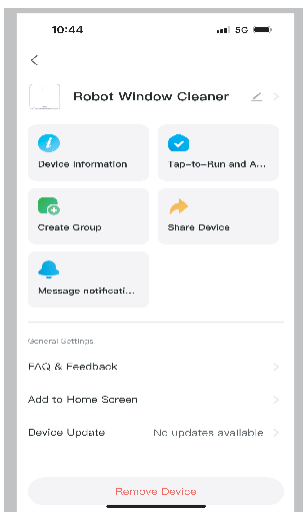 10:44
5G
Robot Window Cleaner
Device Information
Tap-to-Run and A...
Create Group
Share Device
Message notificati...
General Settings
FAQ & Feedback
Add to Home Screen
Device Update No updates available
Remove Device